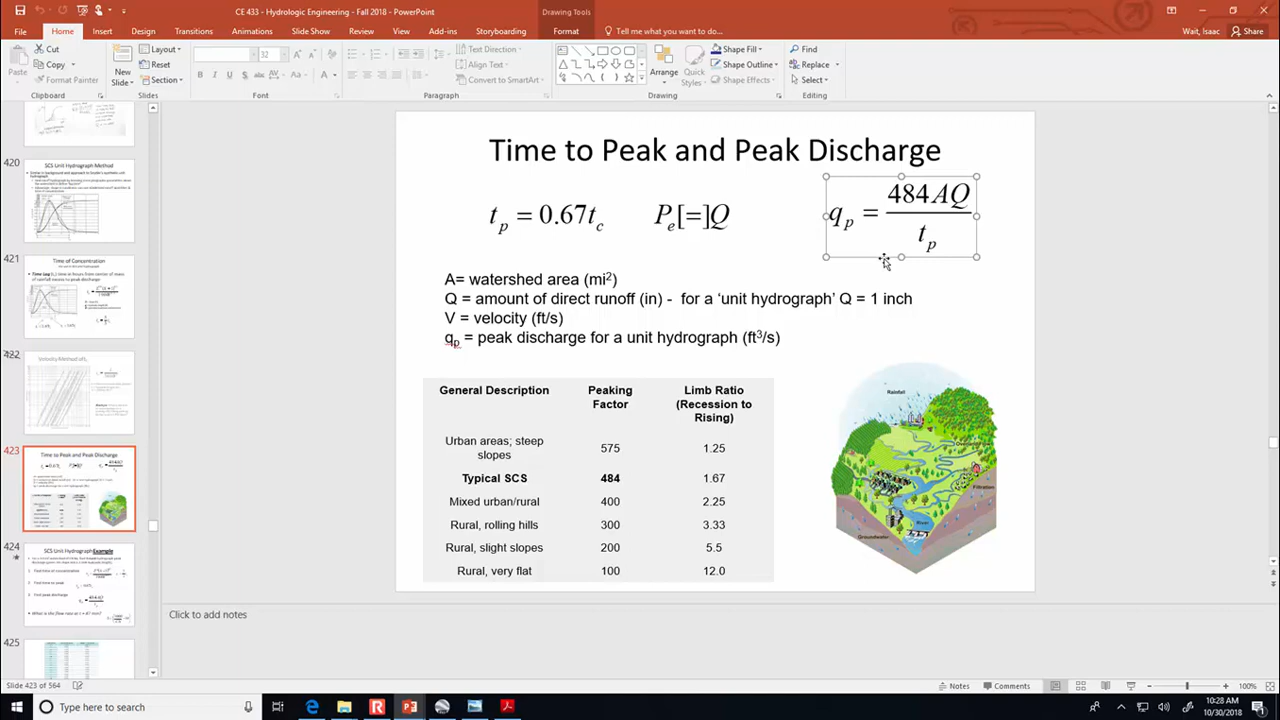 CE 433 - Hydrologic Engineering - Fall 2018 - PowerPoint
Drawing Tools
File Home Insert Design Transitions Animations Slide Show Review View Add-ins Storyboarding Format Tell me what you want to do... Wait, Isaac Share
Paste
Cut
Copy
Format Painter
Clipboard
New Slide
Layout
Reset
Section
Slides
32
B I U S abc AV Aa A
Font
Text Direction
Align Text
Convert to SmartArt
Paragraph
Arrange
Quick Styles
Shape Fill
Shape Outline
Shape Effects
Drawing
Find
Replace
Select
Editing
420
SCS Unit Hydrograph Method
421
Time of Concentration
422
423
Time to Peak and Peak Discharge
424
SCS Unit Hydrograph Example
425
Time to Peak and Peak Discharge
t_p = 0.67t_c P_e[=]Q q_p = 484AQ / t_p
A= watershed area (mi²)
Q = amount of direct runoff (in) - for a ‘unit hydrograph’ Q = 1 inch
V = velocity (ft/s)
q_p = peak discharge for a unit hydrograph (ft³/s)
General Description Peaking Factor Limb Ratio (Recession to Rising)
Urban areas; steep slopes 575 1.25
Typical SCS 484 1.67
Mixed urban/rural 400 2.25
Rural, rolling hills 300 3.33
Rural, slight slopes 200 5.5
Rural, very flat 100 12.0
Rainfall
Filtration
Groundwater
Click to add notes
Slide 423 of 564 Notes Comments 100%
Type here to search
10:28 AM
10/30/2018